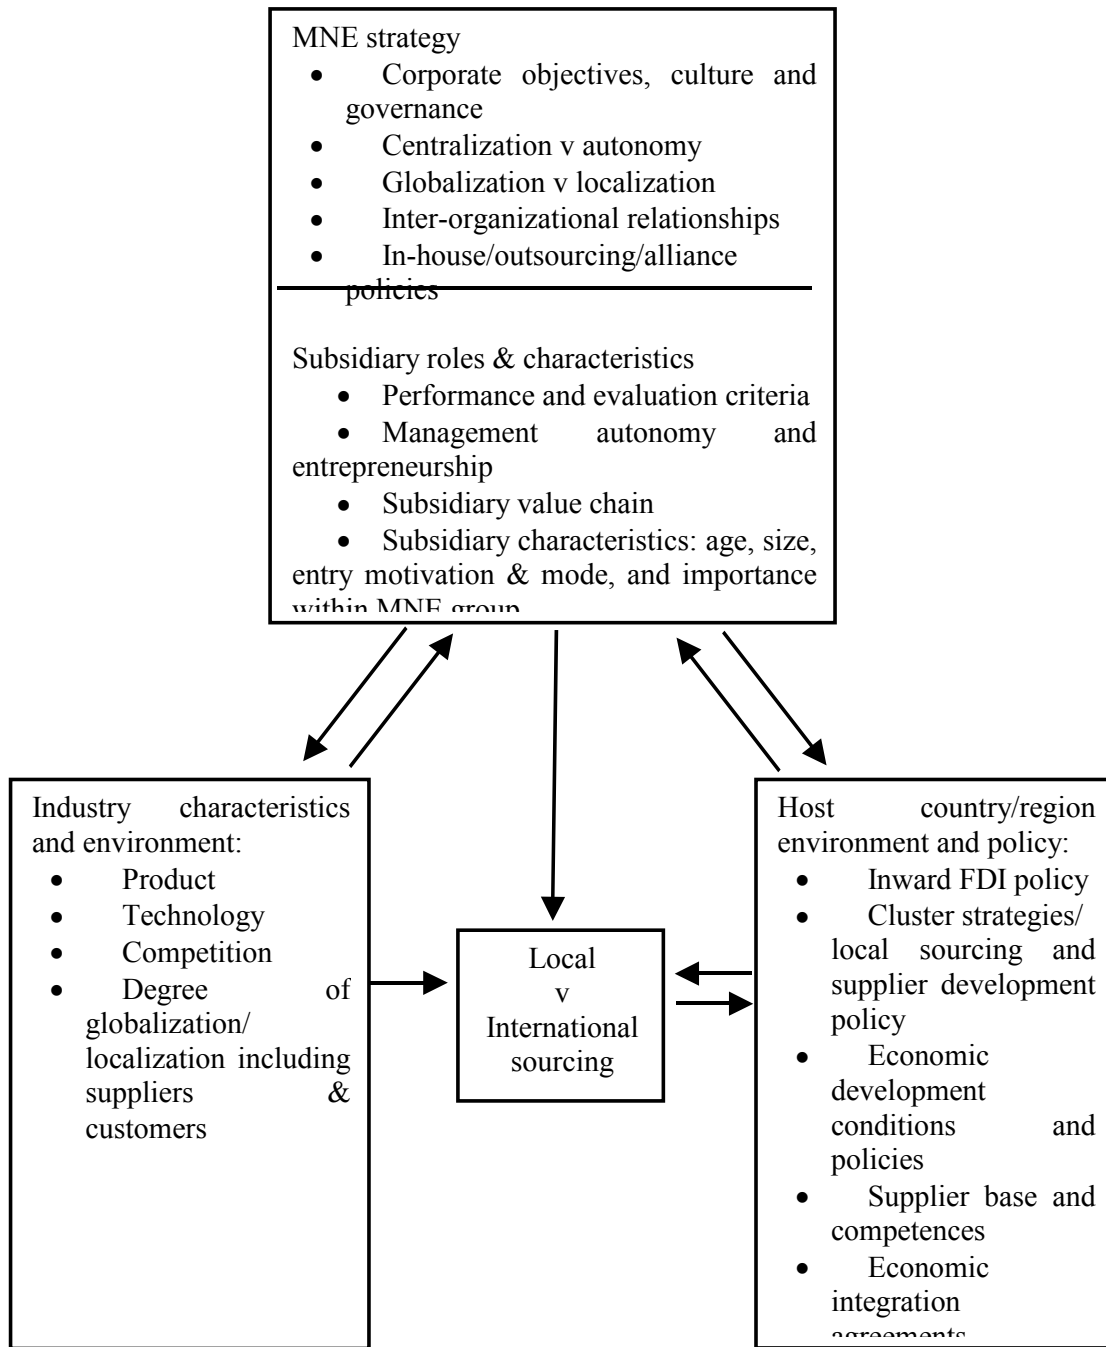 MNE strategy
• Corporate objectives, culture and
governance
• Centralization v autonomy
• Globalization v localization
• Inter-organizational relationships
• In-house/outsourcing/alliance
policies
Subsidiary roles & characteristics
• Performance and evaluation criteria
• Management autonomy and
entrepreneurship
• Subsidiary value chain
• Subsidiary characteristics: age, size,
entry motivation & mode, and importance
within MNE group
Industry characteristics
and environment:
• Product
• Technology
• Competition
• Degree of
globalization/
localization including
suppliers &
customers
Local
v
International
sourcing
Host country/region
environment and policy:
• Inward FDI policy
• Cluster strategies/
local sourcing and
supplier development
policy
• Economic
development
conditions and
policies
• Supplier base and
competences
• Economic
integration
agreements